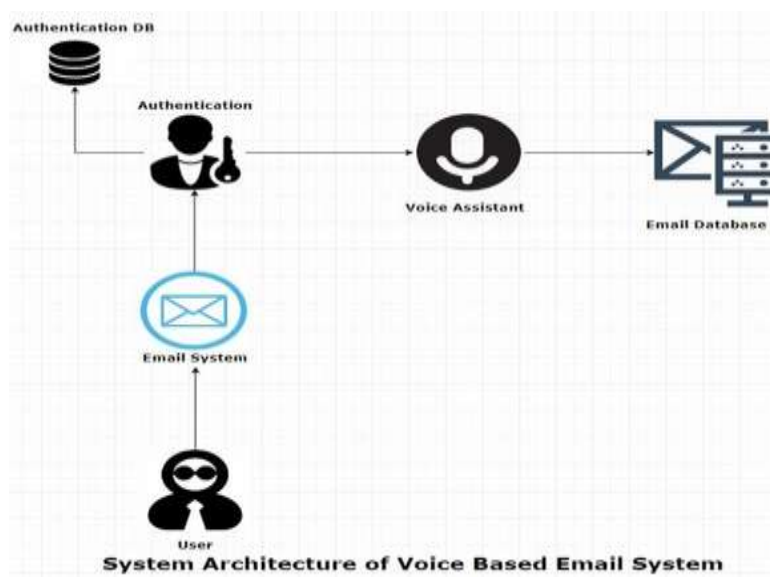 Authentication DB
Authentication
Voice Assistant
Email Database
Email System
User
System Architecture of Voice Based Email System